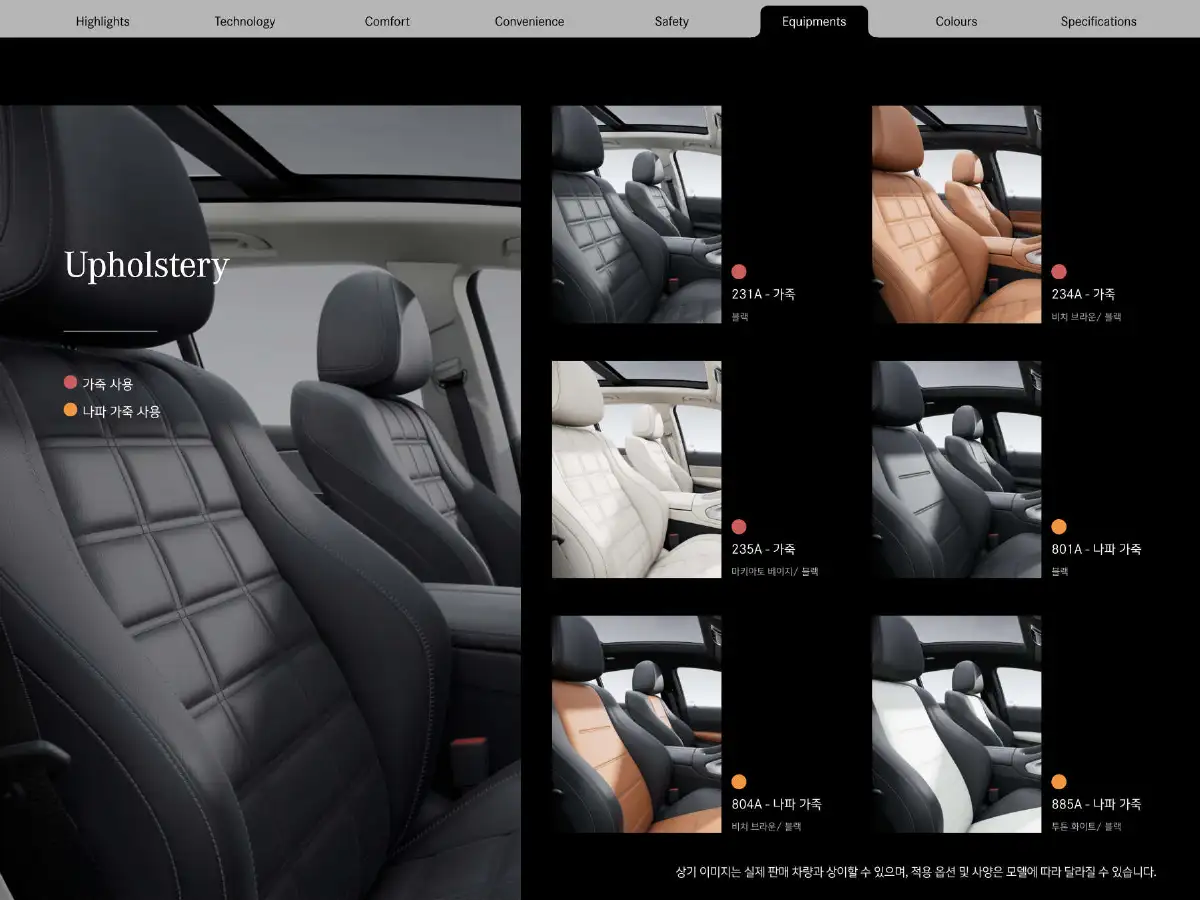 Highlights
Technology
Comfort
Convenience
Safety
Equipments
Colours
Specifications
Upholstery
가죽 사용
나파 가죽 사용
231A - 가죽
블랙
234A - 가죽
비치 브라운/ 블랙
235A - 가죽
마키아토 베이지/ 블랙
801A - 나파 가죽
블랙
804A - 나파 가죽
비치 브라운/ 블랙
885A - 나파 가죽
투톤 화이트/ 블랙
상기 이미지는 실제 판매 차량과 상이할 수 있으며, 적용 옵션 및 사양은 모델에 따라 달라질 수 있습니다.